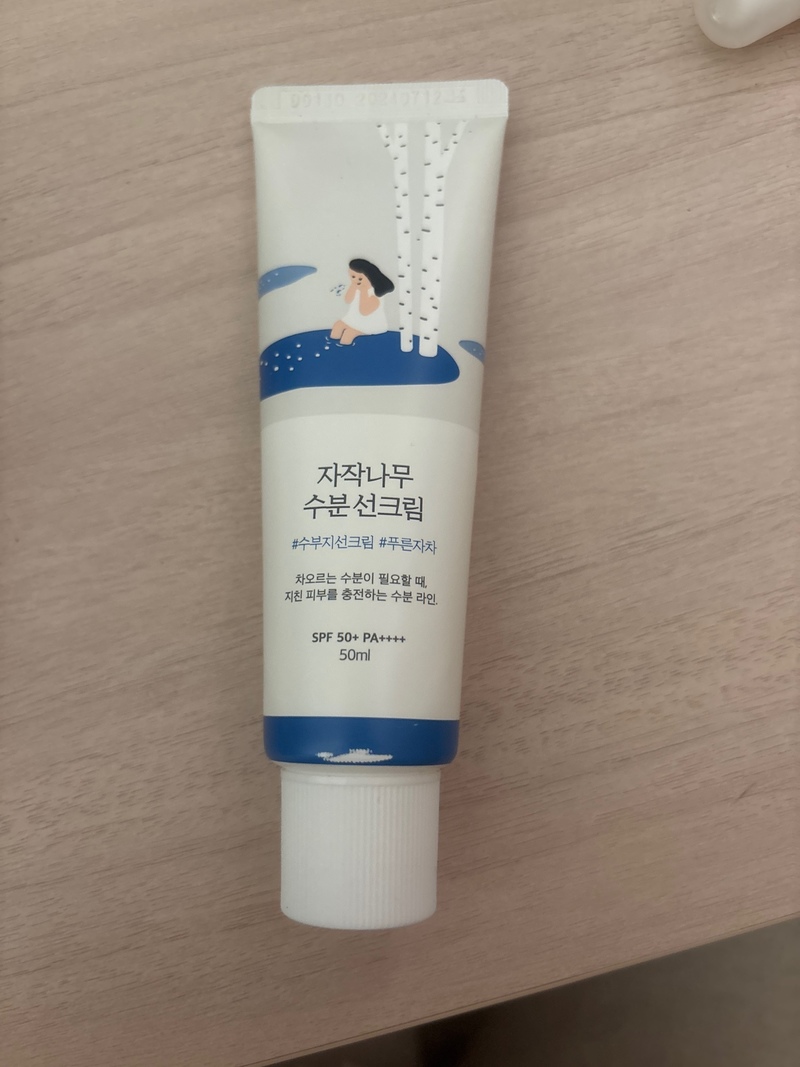 자작나무
수분 선크림
#수부지선크림 #푸른자차
차오르는 수분이 필요할 때,
지친 피부를 충전하는 수분 라인.
SPF 50+ PA++++
50ml